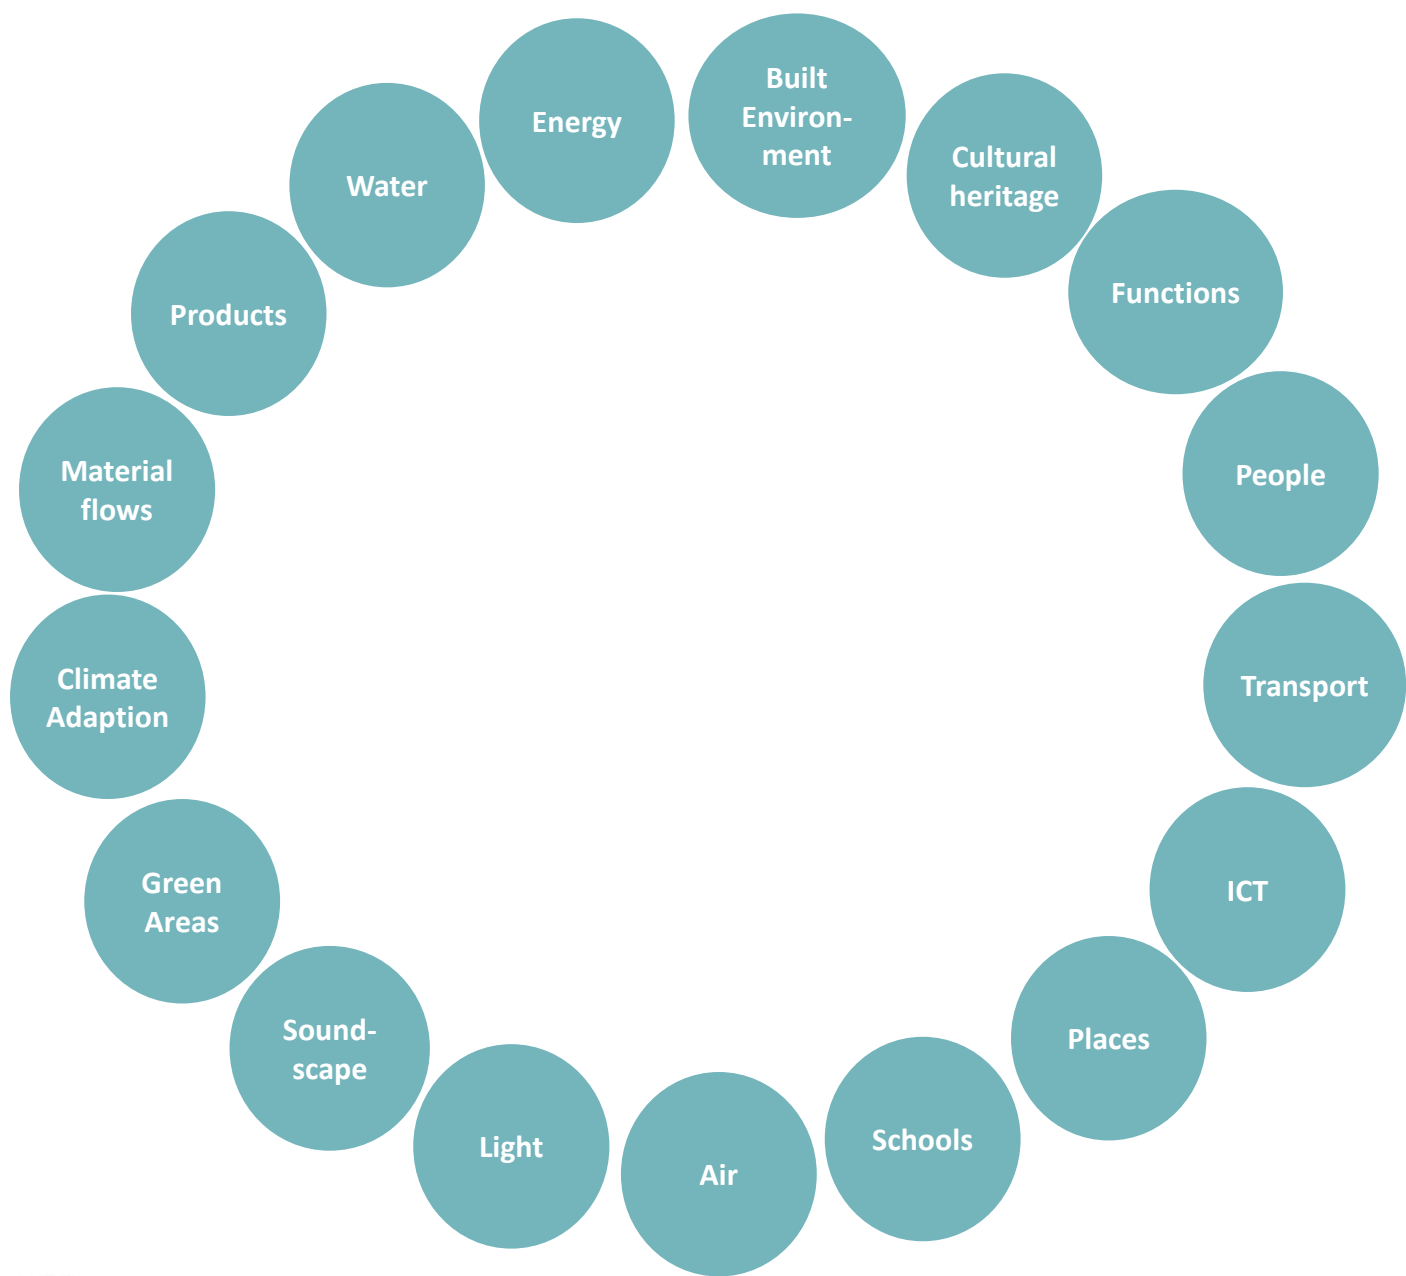 Built
Environ-
ment
Cultural
heritage
Functions
People
Transport
ICT
Places
Schools
Air
Light
Sound-
scape
Green
Areas
Climate
Adaption
Material
flows
Products
Water
Energy